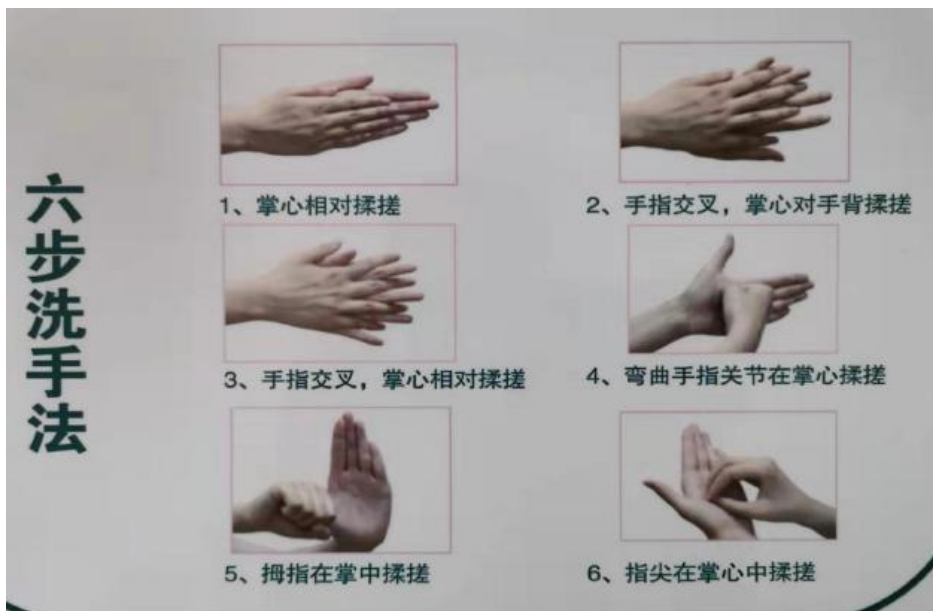 六步洗手法
1、掌心相对揉搓
2、手指交叉，掌心对手背揉搓
3、手指交叉，掌心相对揉搓
4、弯曲手指关节在掌心揉搓
5、拇指在掌中揉搓
6、指尖在掌心中揉搓